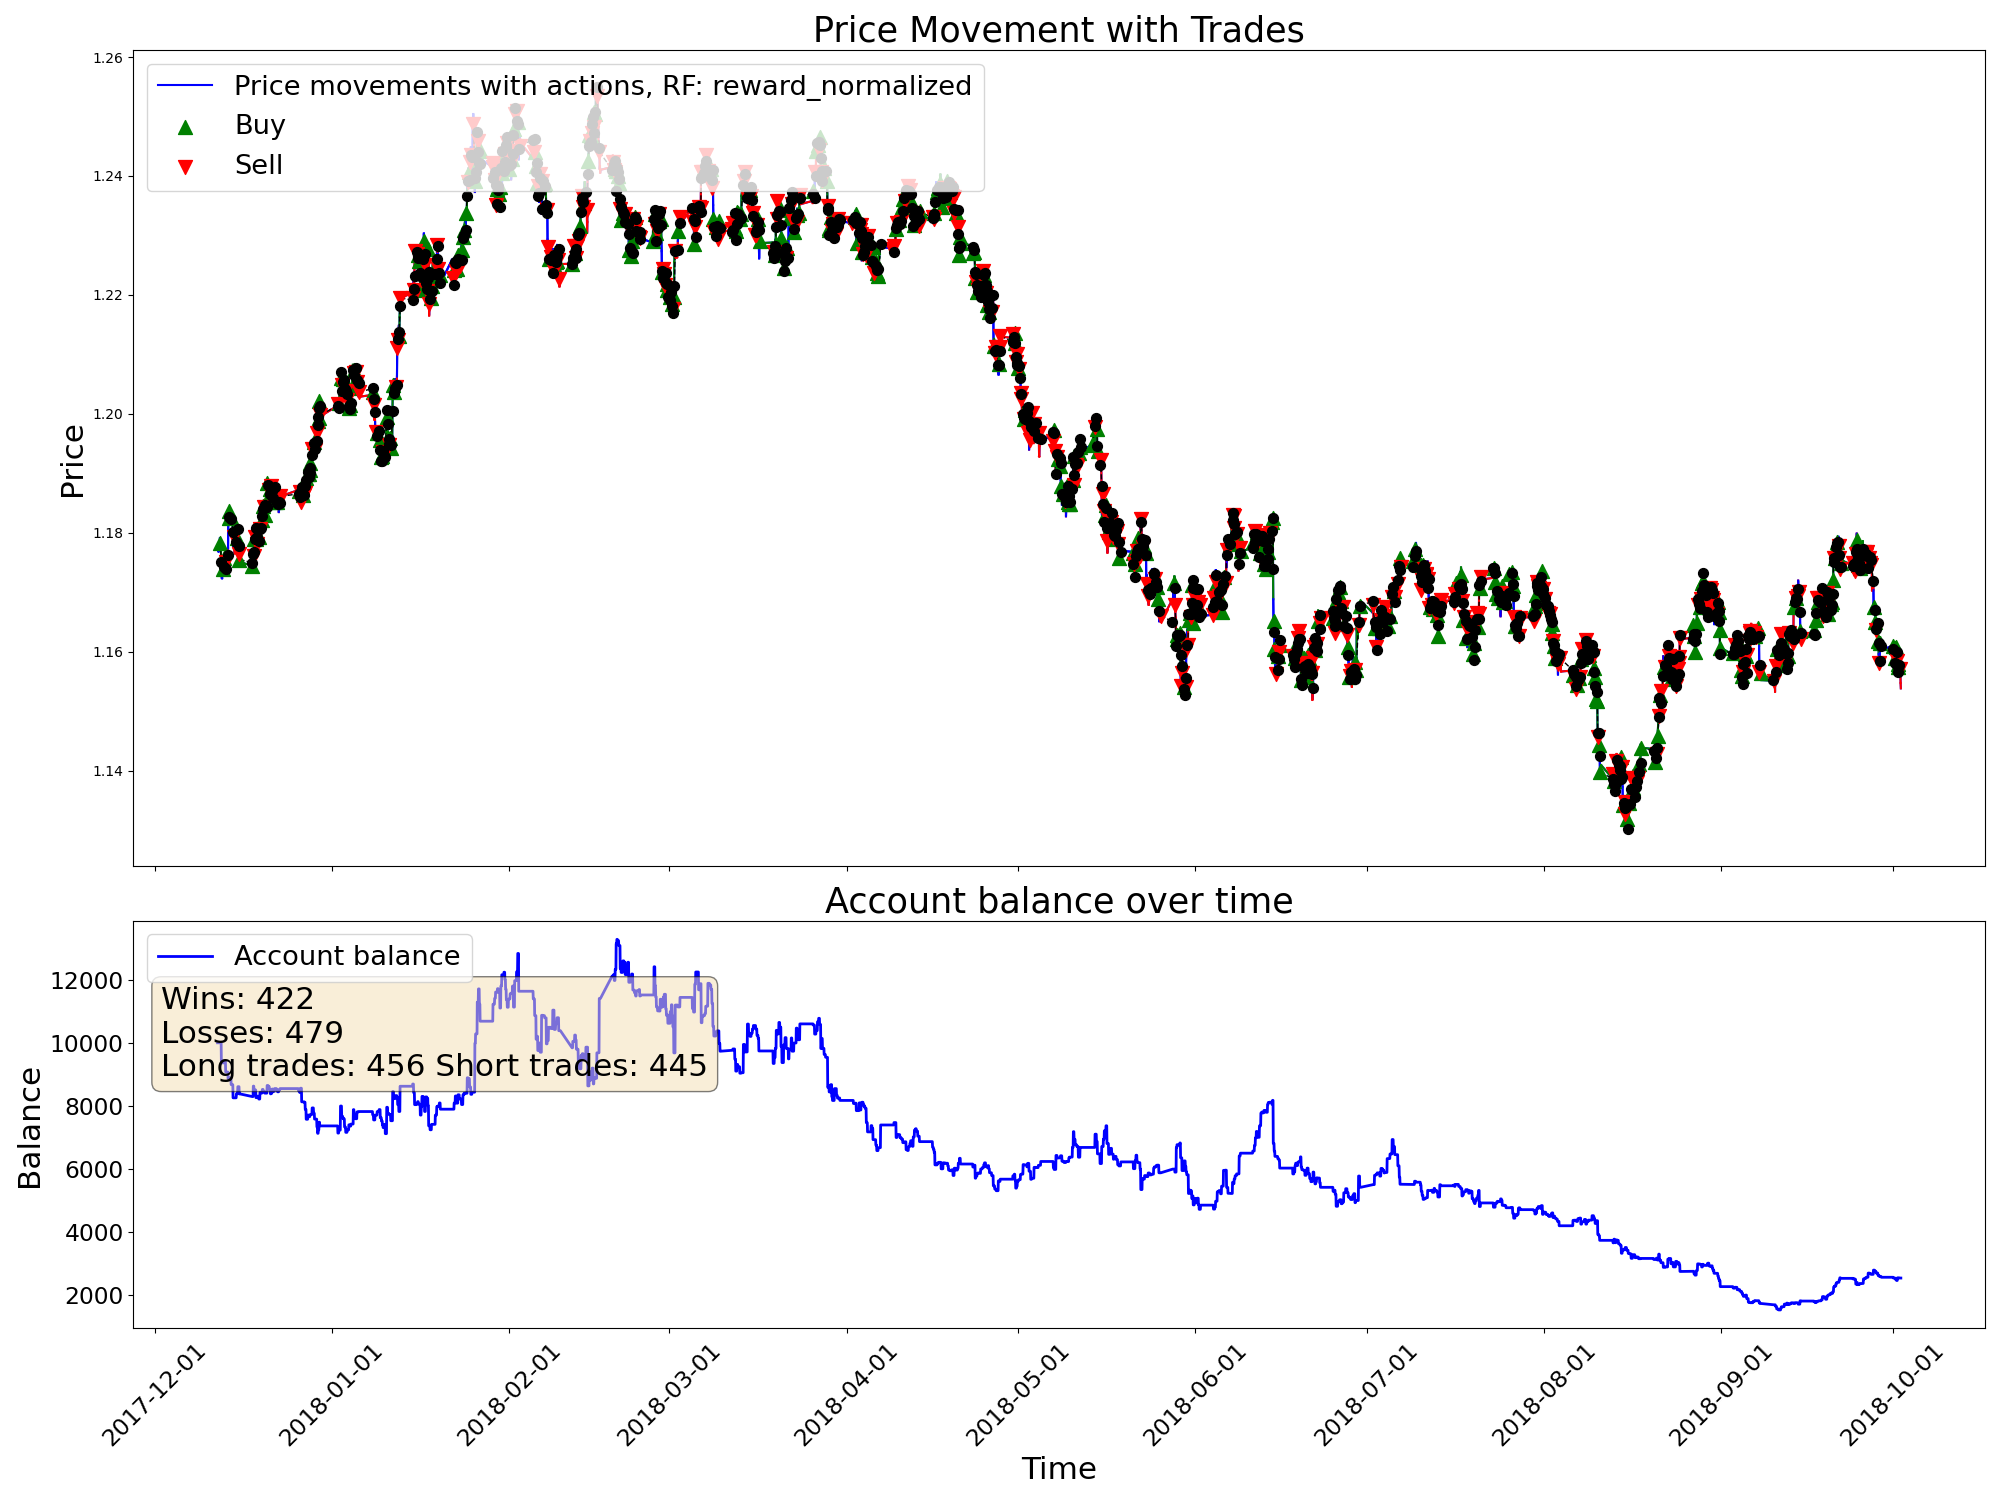 Price Movement with Trades
1.26
1.24
1.22
1.20
1.18
1.16
1.14
Price
Price movements with actions, RF: reward_normalized
Buy
Sell
Account balance over time
12000
10000
8000
6000
4000
2000
Balance
Account balance
Wins: 422
Losses: 479
Long trades: 456 Short trades: 445
2017-12-01
2018-01-01
2018-02-01
2018-03-01
2018-04-01
2018-05-01
2018-06-01
2018-07-01
2018-08-01
2018-09-01
2018-10-01
Time